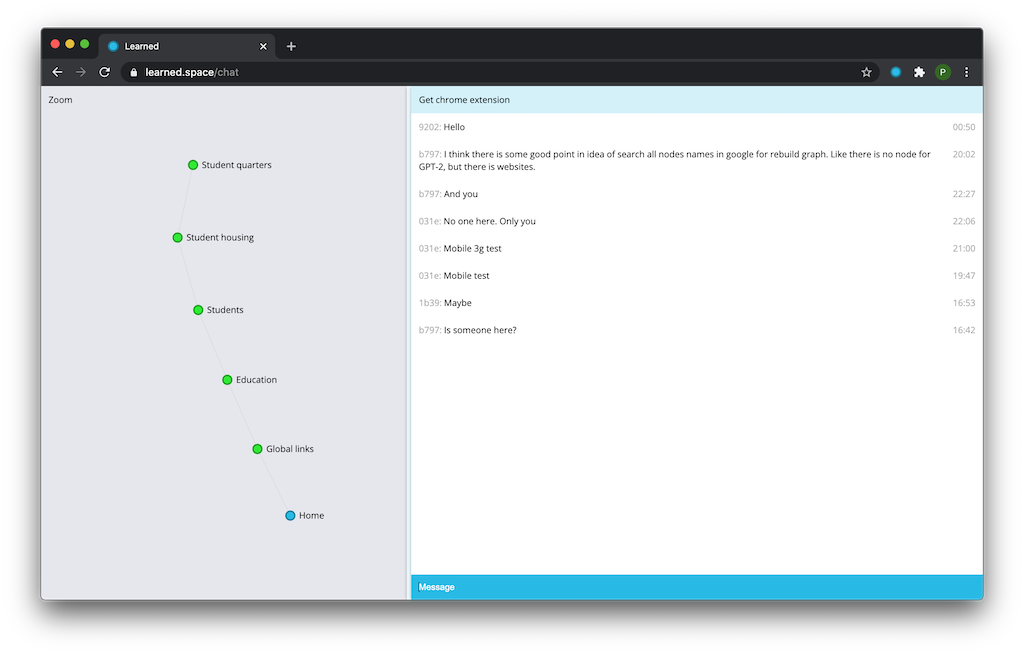 Learned
learned.space/chat
P
Zoom
Student quarters
Student housing
Students
Education
Global links
Home
Get chrome extension
9202: Hello 00:50
b797: I think there is some good point in idea of search all nodes names in google for rebuild graph. Like there is no node for 20:02
GPT-2, but there is websites.
b797: And you 22:27
031e: No one here. Only you 22:06
031e: Mobile 3g test 21:00
031e: Mobile test 19:47
1b39: Maybe 16:53
b797: Is someone here? 16:42
Message